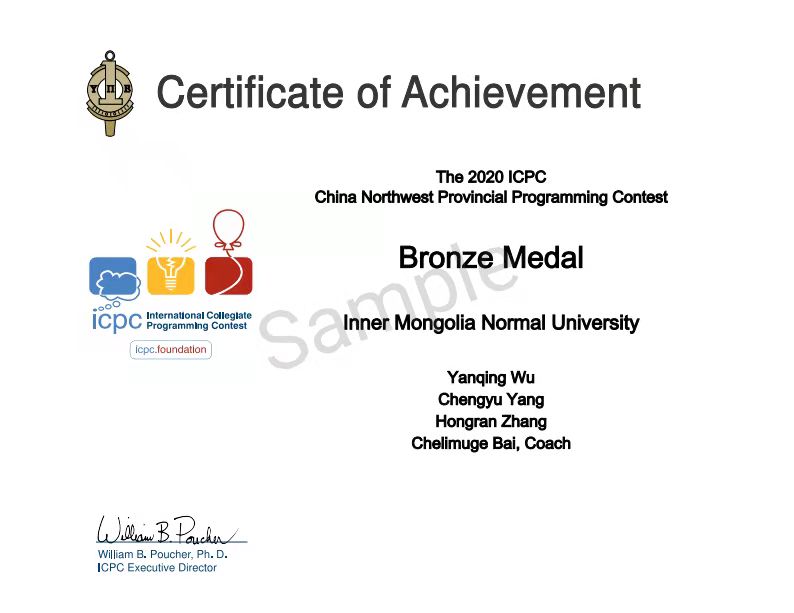 Υ Π Ε
Certificate of Achievement
The 2020 ICPC
China Northwest Provincial Programming Contest
Bronze Medal
Sample
Inner Mongolia Normal University
icpc International Collegiate
Programming Contest
icpc.foundation
Yanqing Wu
Chengyu Yang
Hongran Zhang
Chelimuge Bai, Coach
William B. Poucher
William B. Poucher, Ph. D.
ICPC Executive Director